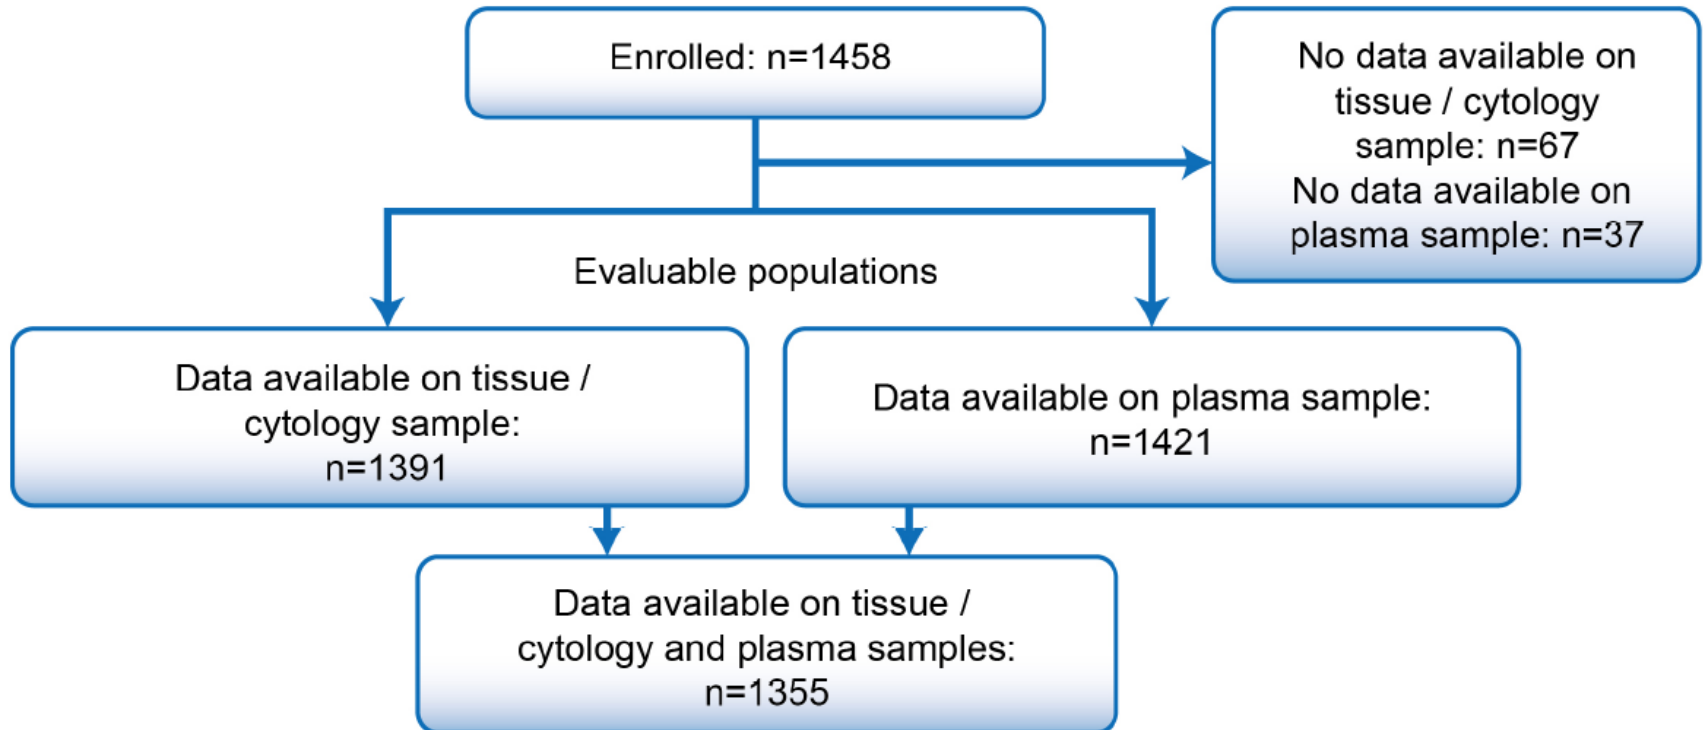 Enrolled: n=1458
No data available on
tissue / cytology
sample: n=67
No data available on
plasma sample: n=37
Evaluable populations
Data available on tissue /
cytology sample:
n=1391
Data available on plasma sample:
n=1421
Data available on tissue /
cytology and plasma samples:
n=1355